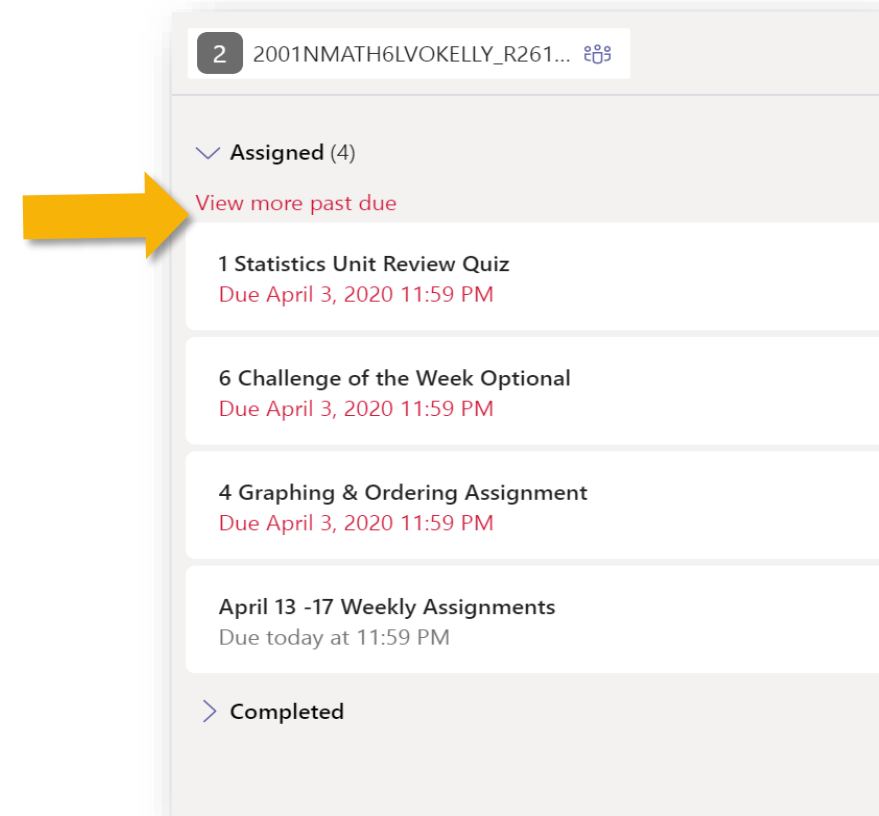 2 2001NMATH6LVOKELLY_R261...
Assigned (4)
View more past due
1 Statistics Unit Review Quiz
Due April 3, 2020 11:59 PM
6 Challenge of the Week Optional
Due April 3, 2020 11:59 PM
4 Graphing & Ordering Assignment
Due April 3, 2020 11:59 PM
April 13 -17 Weekly Assignments
Due today at 11:59 PM
Completed